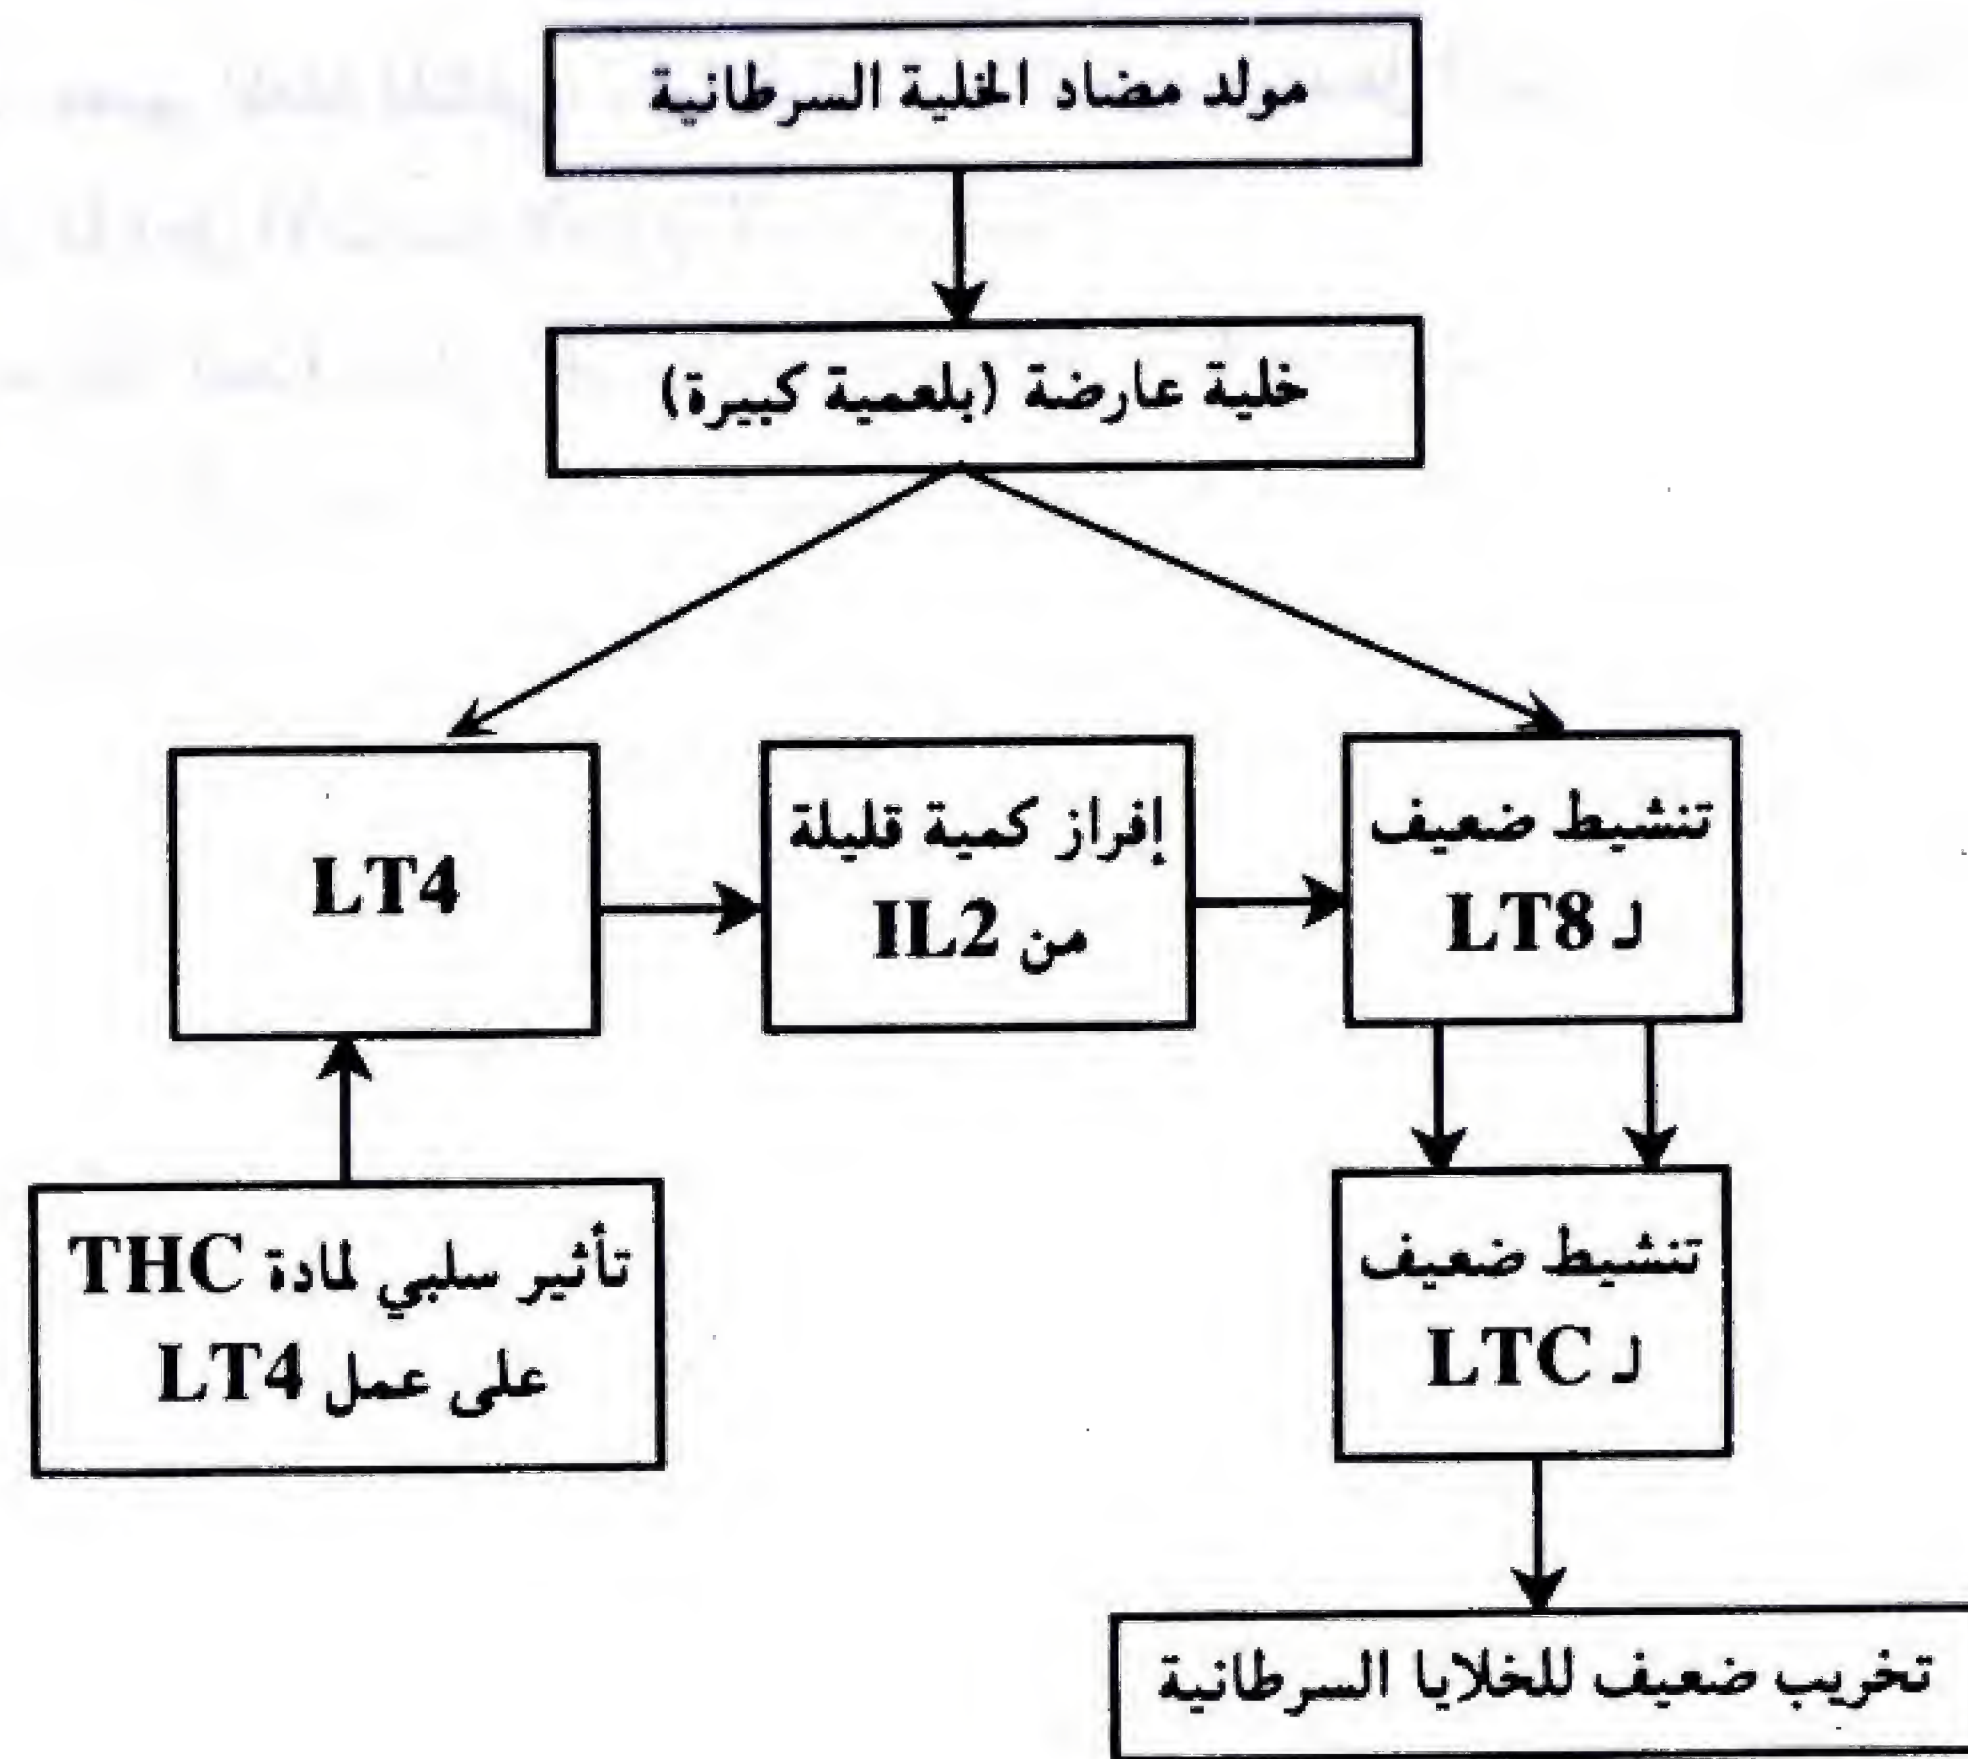 مولد مضاد الخلية السرطانية
خلية عارضة (بلعمية كبيرة)
LT4
إفراز كمية قليلة
من IL2
تنشيط ضعيف
لـ LT8
تأثير سلبي لمادة THC
على عمل LT4
تنشيط ضعيف
لـ LTC
تخريب ضعيف للخلايا السرطانية